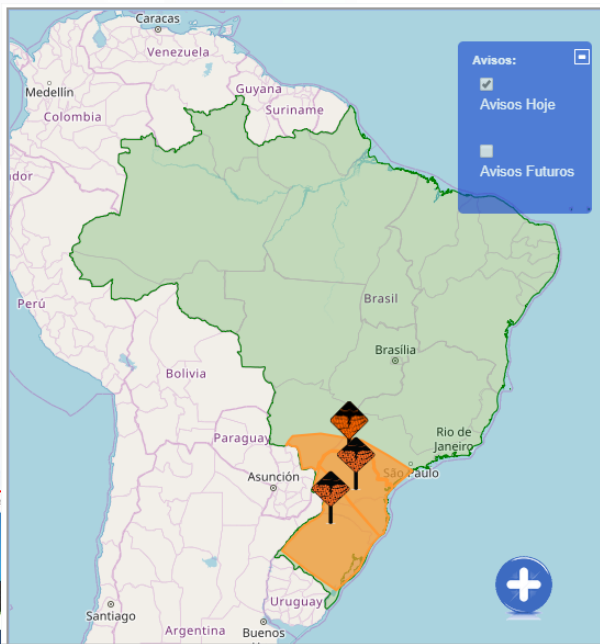 Caracas
Venezuela
Medellín
Guyana
Suriname
Colombia
Avisos:
Avisos Hoje
Avisos Futuros
dor
Perú
Brasil
Brasília
Bolivia
Paraguay
Rio de
Janeiro
São Paulo
Asunción
Uruguay
Santiago
Argentina
Buenos